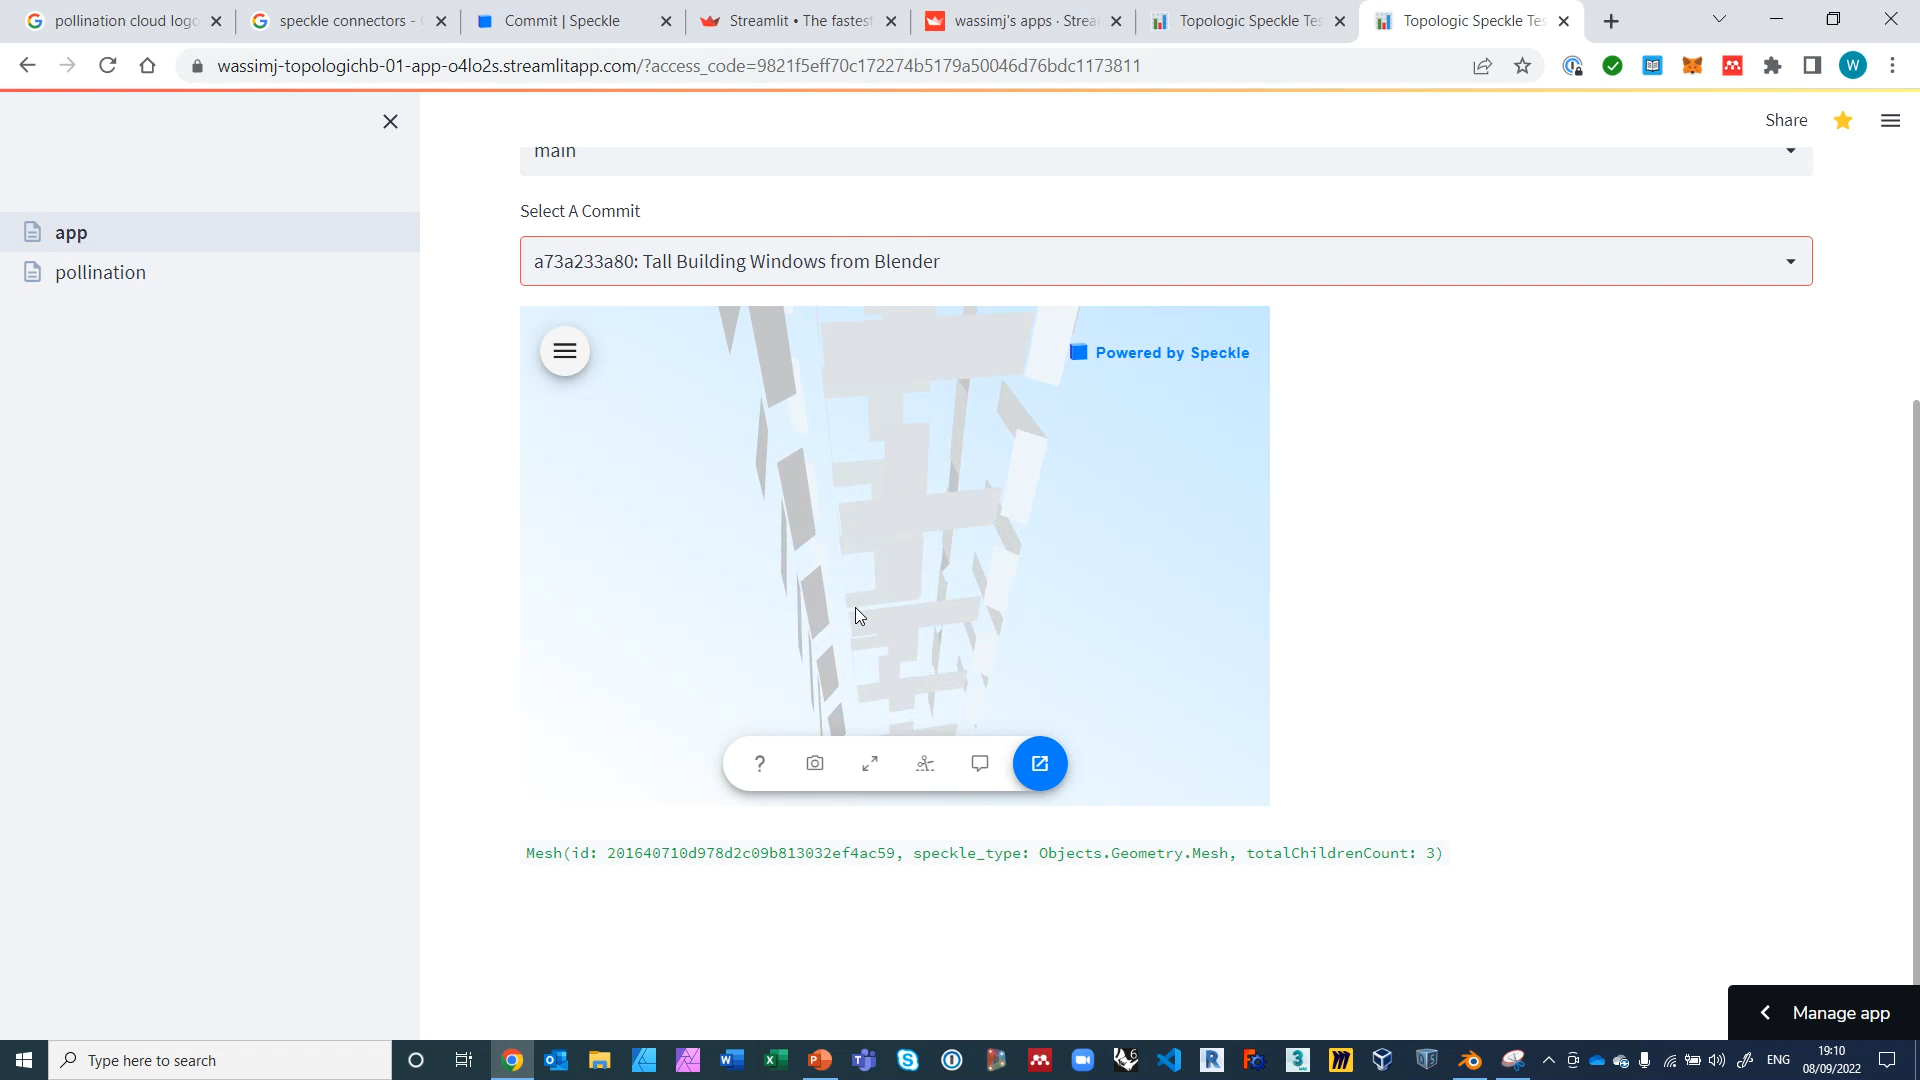 pollination cloud logo
speckle connectors -
Commit | Speckle
Streamlit • The fastest
wassimj's apps · Strea
Topologic Speckle Tes
Topologic Speckle Tes
wassimj-topologichb-01-app-o4lo2s.streamlitapp.com/?access_code=9821f5eff70c172274b5179a50046d76bdc1173811
W
Share
app
pollination
main
Select A Commit
a73a233a80: Tall Building Windows from Blender
Powered by Speckle
?
Mesh(id: 201640710d978d2c09b813032ef4ac59, speckle_type: Objects.Geometry.Mesh, totalChildrenCount: 3)
Manage app
Type here to search
ENG
19:10
08/09/2022